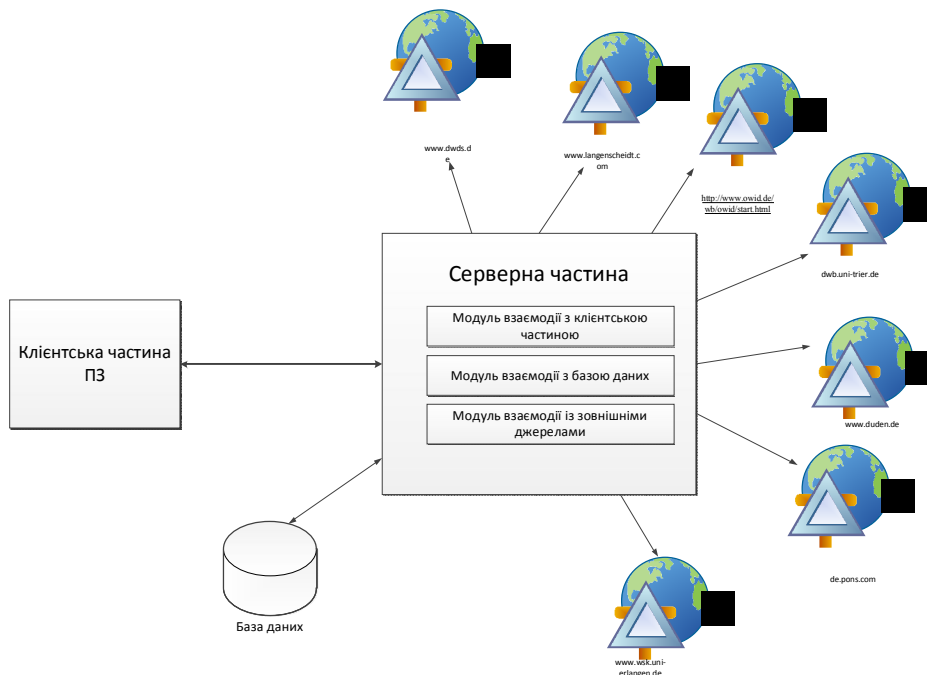 www.dwds.d
e
www.langenscheidt.c
om
http://www.owid.de/
wb/owid/start.html
dwb.uni-trier.de
Серверна частина
Модуль взаємодії з клієнтською
частиною
Модуль взаємодії з базою даних
Модуль взаємодії із зовнішніми
джерелами
Клієнтська частина
ПЗ
www.duden.de
de.pons.com
База даних
www.wsk.uni-
erlangen.de